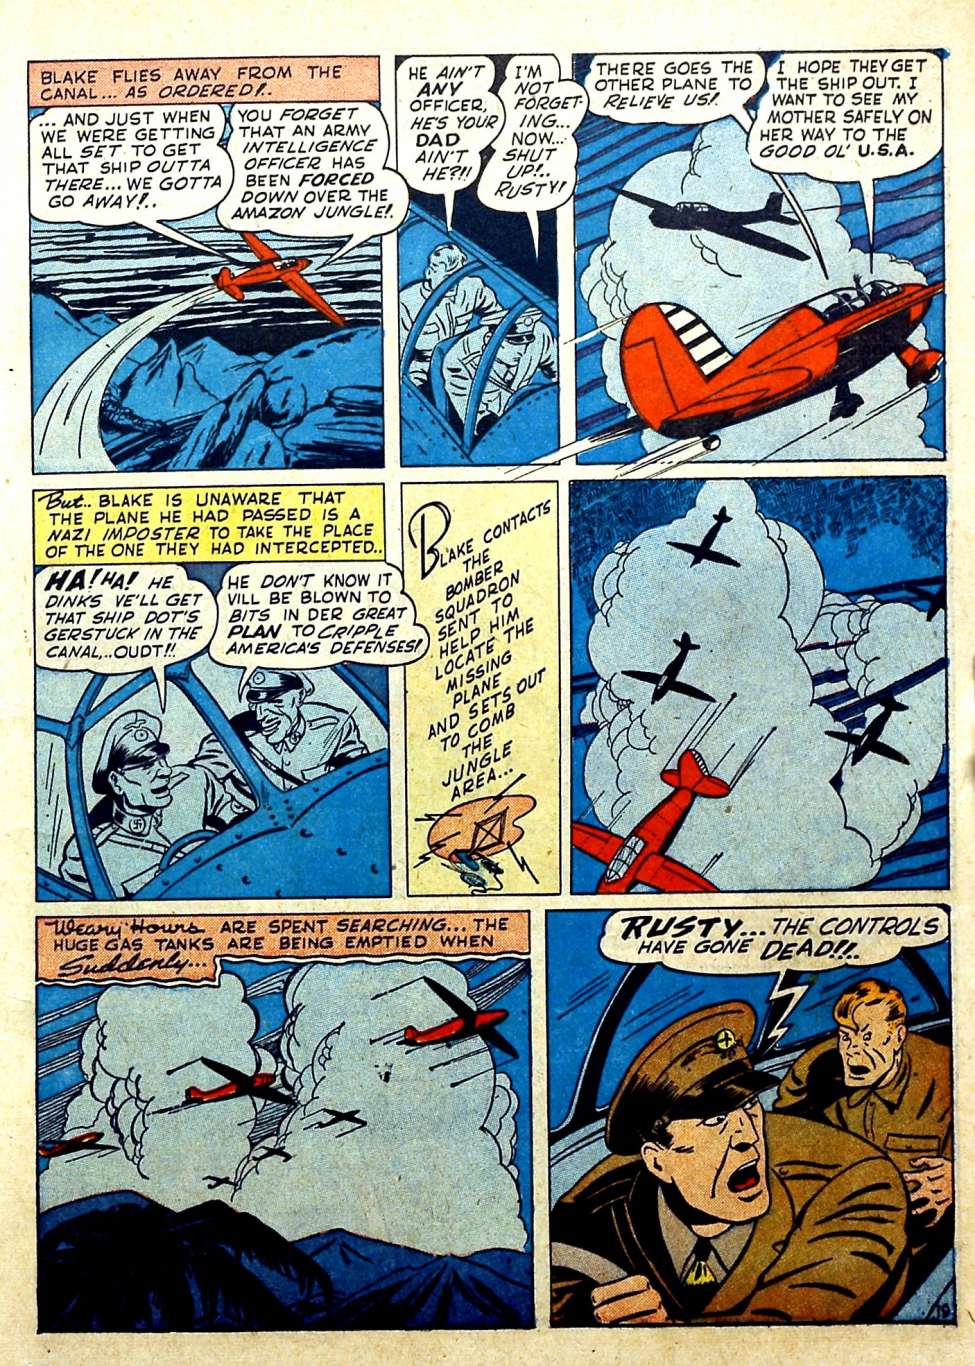 BLAKE FLIES AWAY FROM THE
CANAL... AS ORDERED!..
... AND JUST WHEN
WE WERE GETTING
ALL SET TO GET
THAT SHIP OUTTA
THERE... WE GOTTA
GO AWAY!..
YOU FORGET
THAT AN ARMY
INTELLIGENCE
OFFICER HAS
BEEN FORCED
DOWN OVER THE
AMAZON JUNGLE!.
HE AIN'T
ANY
OFFICER,
HE'S YOUR
DAD
AIN'T
HE?!!
I'M
NOT
FORGET-
ING...
NOW...
SHUT
UP!..
RUSTY!
THERE GOES THE
OTHER PLANE TO
RELIEVE US!.
I HOPE THEY GET
THE SHIP OUT. I
WANT TO SEE MY
MOTHER SAFELY ON
HER WAY TO THE
GOOD OL' U.S.A.
But.. BLAKE IS UNAWARE THAT
THE PLANE HE HAD PASSED IS A
NAZI IMPOSTER TO TAKE THE PLACE
OF THE ONE THEY HAD INTERCEPTED..
HA! HA! HE
DINKS VE'LL GET
THAT SHIP DOT'S
GERSTUCK IN THE
CANAL,..OUDT!!
HE DON'T KNOW IT
VILL BE BLOWN TO
BITS IN DER GREAT
PLAN TO CRIPPLE
AMERICA'S DEFENSES!
BLAKE CONTACTS
THE
BOMBER
SQUADRON
SENT TO
HELP HIM
LOCATE THE
MISSING
PLANE
AND SETS OUT
TO COMB
THE
JUNGLE
AREA...
Weary Hours ARE SPENT SEARCHING... THE
HUGE GAS TANKS ARE BEING EMPTIED WHEN
Suddenly...
RUSTY... THE CONTROLS
HAVE GONE DEAD!!!..
10